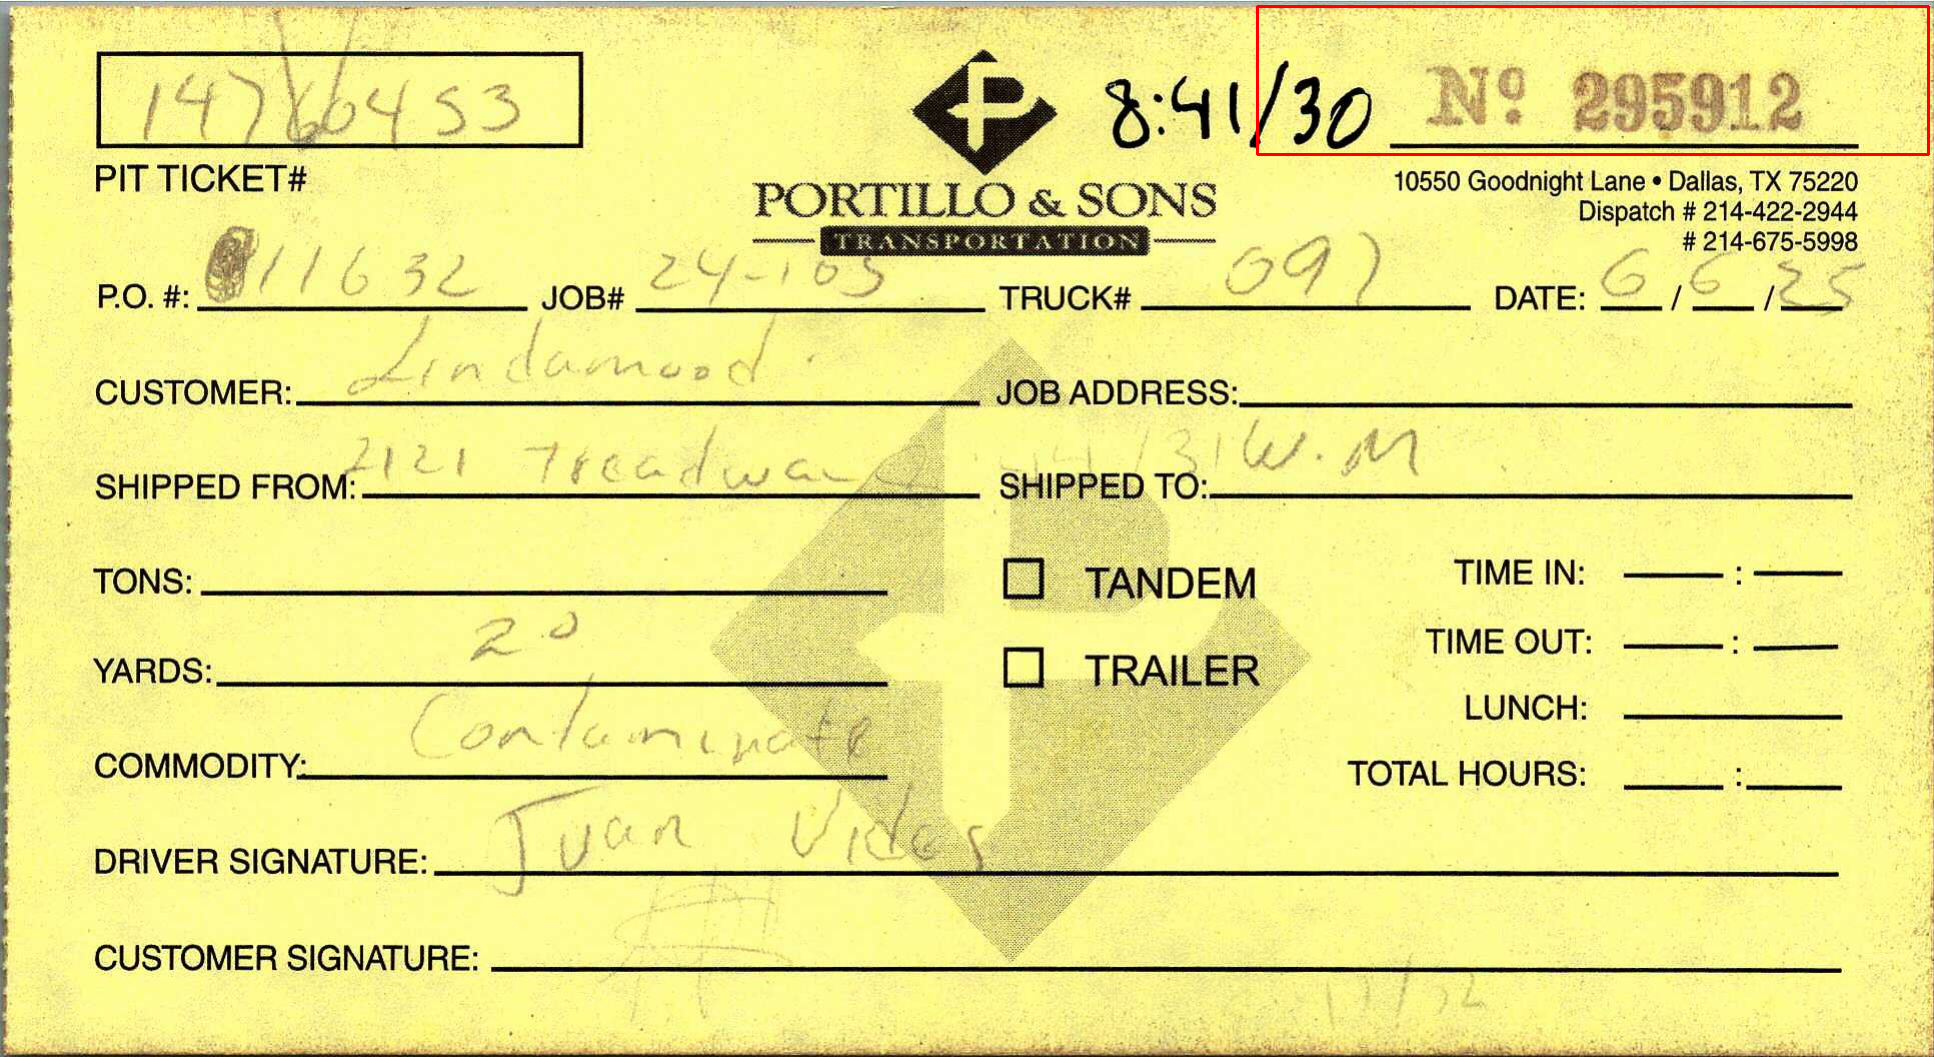 14760453
PIT TICKET#
8:41/30
Nº 295912
PORTILLO & SONS
TRANSPORTATION
10550 Goodnight Lane • Dallas, TX 75220
Dispatch # 214-422-2944
# 214-675-5998
P.O. #: 11632 JOB# 24-105 TRUCK# 097 DATE: 6/6/25
CUSTOMER: Lindamood JOB ADDRESS:
SHIPPED FROM: 2121 Treadway SHIPPED TO: W.M
TONS:
TANDEM
TIME IN: :
YARDS: 20
TRAILER
TIME OUT: :
LUNCH:
COMMODITY: Contaminate
TOTAL HOURS: :
DRIVER SIGNATURE: Juan Vides
CUSTOMER SIGNATURE: